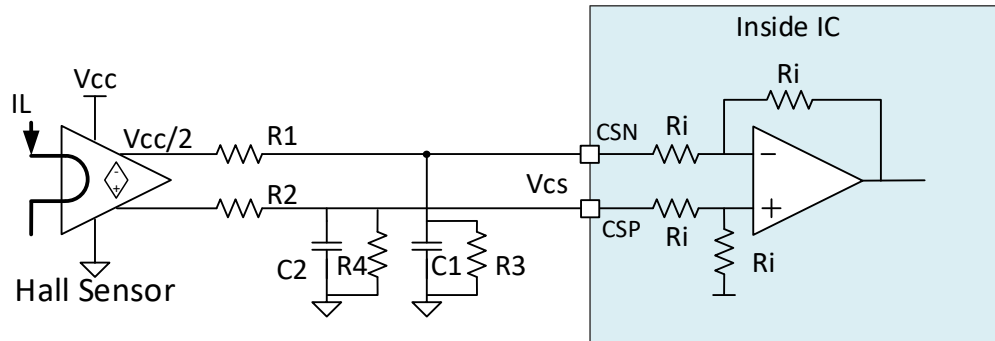 Inside IC
Vcc
Ri
IL
Vcc/2
R1
CSN
Ri
-
R2
Vcs
+
CSP
Ri
C2
R4
C1
R3
Ri
Hall Sensor
-
+